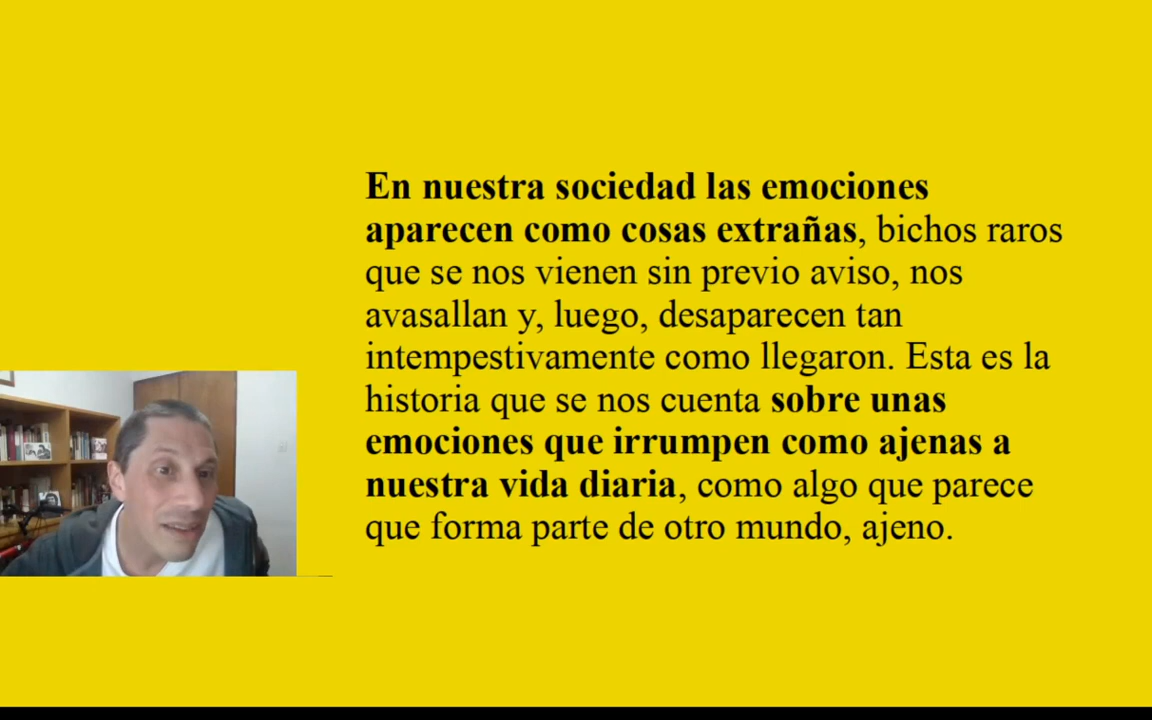 En nuestra sociedad las emociones
aparecen como cosas extrañas, bichos raros
que se nos vienen sin previo aviso, nos
avasallan y, luego, desaparecen tan
intempestivamente como llegaron. Esta es la
historia que se nos cuenta sobre unas
emociones que irrumpen como ajenas a
nuestra vida diaria, como algo que parece
que forma parte de otro mundo, ajeno.